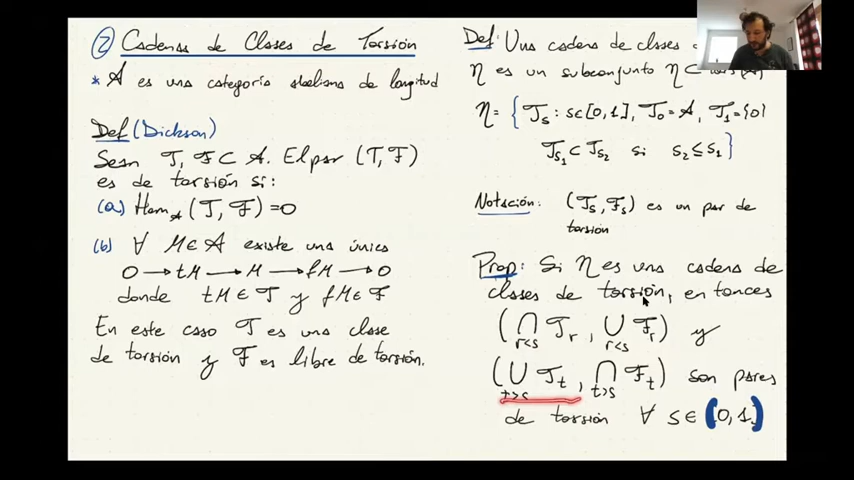 ② Cadenas de Clases de Torsión
* A es una categoría abeliana de longitud
Def (Dickson)
Sean T, F ⊂ A. El par (T, F)
es de torsión si:
(a) Hom_A (T, F) = 0
(b) ∀ M ∈ A existe una única
0 → tM → M → fM → 0
donde tM ∈ T y fM ∈ F
En este caso T es una clase
de torsión y F es libre de torsión.
Def: Una cadena de clases
η es un subconjunto η ⊂
η = { T_s : s ∈ [0,1], T_0 = A, T_1 = {0}
T_{s_1} ⊂ T_{s_2} si s_2 ≤ s_1 }
Notación: (T_s, F_s) es un par de
torsión
Prop: Si η es una cadena de
clases de torsión, entonces
(⋂_{r<s} T_r, ⋃_{r<s} F_r) y
(⋃_{t>s} T_t, ⋂_{t>s} F_t) son pares
de torsión ∀ s ∈ (0,1)